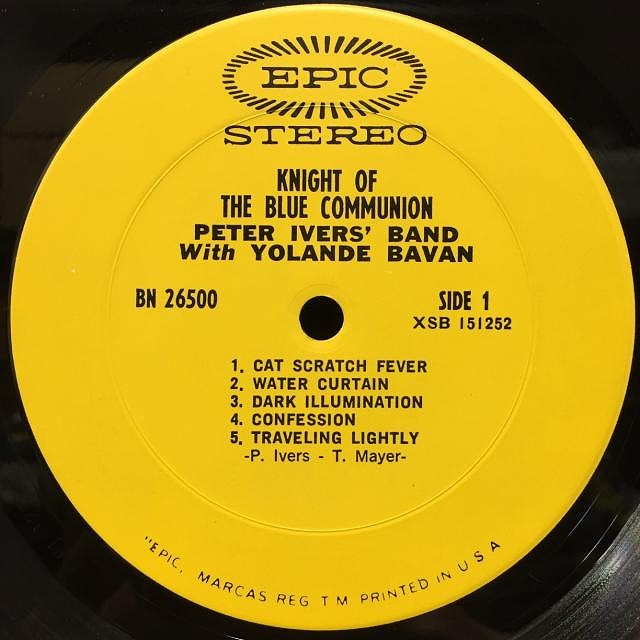 EPIC
STEREO
KNIGHT OF
THE BLUE COMMUNION
PETER IVERS' BAND
With YOLANDE BAVAN
BN 26500
SIDE 1
XSB 151252
1. CAT SCRATCH FEVER
2. WATER CURTAIN
3. DARK ILLUMINATION
4. CONFESSION
5. TRAVELING LIGHTLY
-P. Ivers - T. Mayer-
"EPIC, MARCAS REG T M PRINTED IN U S A